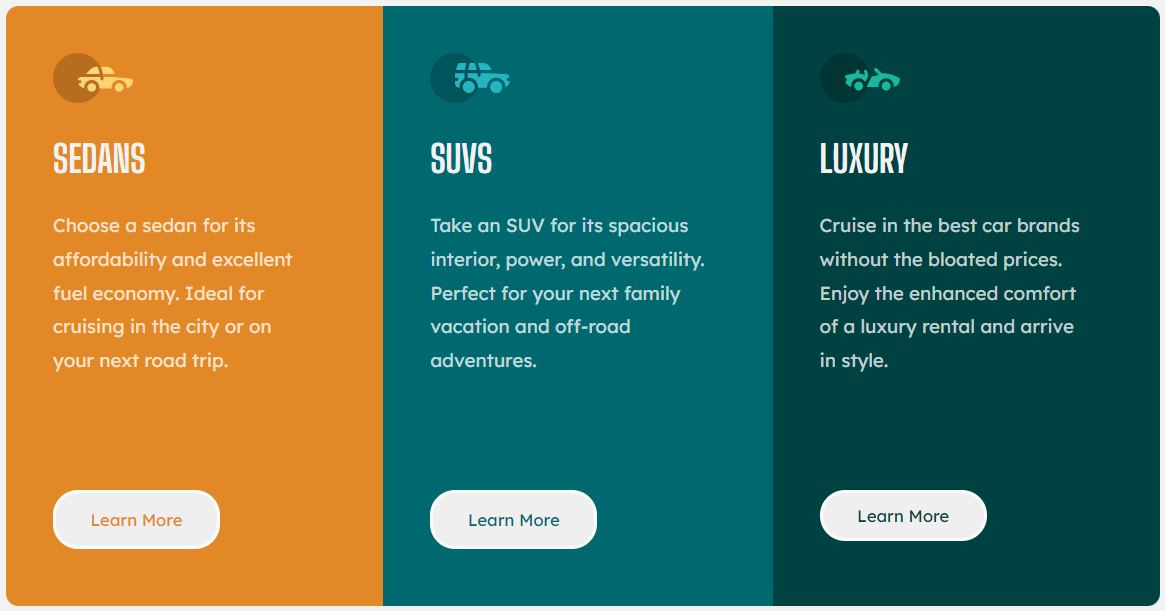 SEDANS
Choose a sedan for its
affordability and excellent
fuel economy. Ideal for
cruising in the city or on
your next road trip.
Learn More
SUVS
Take an SUV for its spacious
interior, power, and versatility.
Perfect for your next family
vacation and off-road
adventures.
Learn More
LUXURY
Cruise in the best car brands
without the bloated prices.
Enjoy the enhanced comfort
of a luxury rental and arrive
in style.
Learn More